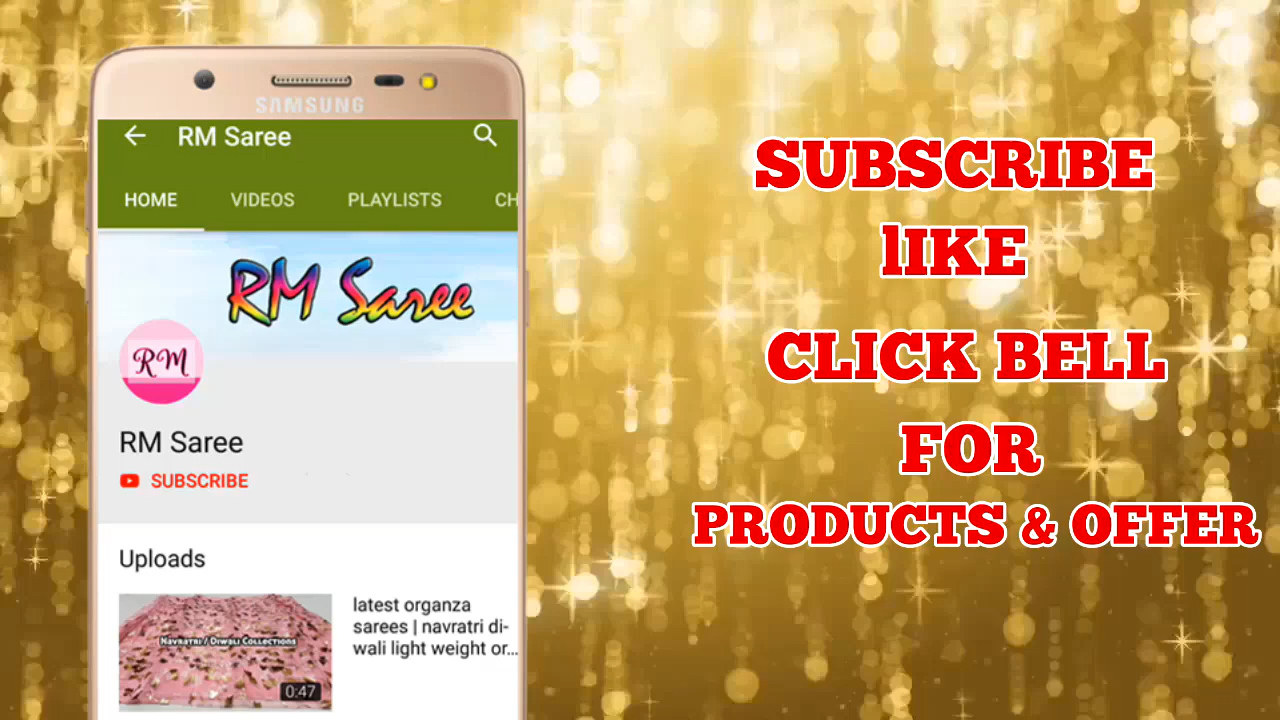 SAMSUNG
RM Saree
HOME VIDEOS PLAYLISTS CH
RM Saree
RM
RM Saree
SUBSCRIBE
Uploads
Navratri / Diwali Collections
0:47
latest organza
sarees | navratri di-
wali light weight or...
SUBSCRIBE
lIKE
CLICK BELL
FOR
PRODUCTS & OFFER